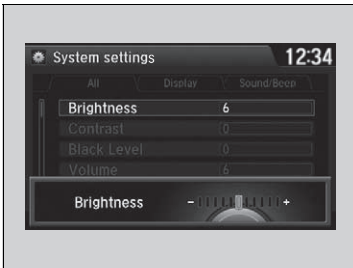 System settings 12:34
All Display Sound/Beep
Brightness 6
Contrast 0
Black Level 0
Volume 6
Brightness - +